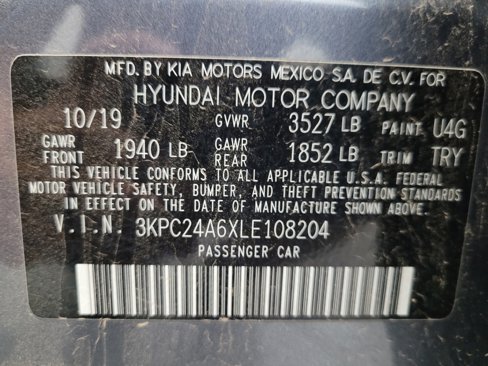 MFD. BY KIA MOTORS MEXICO S.A. DE C.V. FOR
HYUNDAI MOTOR COMPANY
10/19 GVWR 3527 LB PAINT U4G
GAWR FRONT 1940 LB GAWR REAR 1852 LB TRIM TRY
THIS VEHICLE CONFORMS TO ALL APPLICABLE U.S.A. FEDERAL
MOTOR VEHICLE SAFETY, BUMPER, AND THEFT PREVENTION STANDARDS
IN EFFECT ON THE DATE OF MANUFACTURE SHOWN ABOVE.
V.I.N. 3KPC24A6XLE108204
PASSENGER CAR